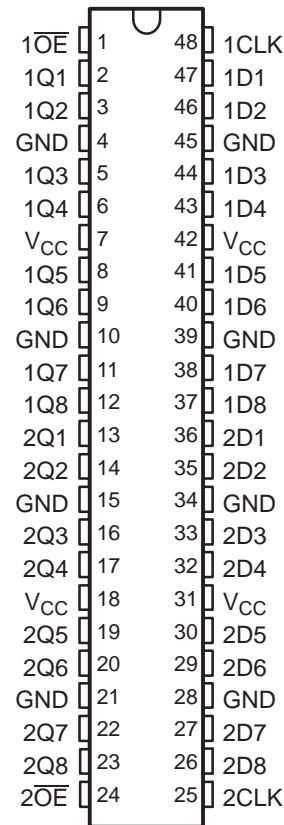 1O̅E̅ 1 48 1CLK
1Q1 2 47 1D1
1Q2 3 46 1D2
GND 4 45 GND
1Q3 5 44 1D3
1Q4 6 43 1D4
VCC 7 42 VCC
1Q5 8 41 1D5
1Q6 9 40 1D6
GND 10 39 GND
1Q7 11 38 1D7
1Q8 12 37 1D8
2Q1 13 36 2D1
2Q2 14 35 2D2
GND 15 34 GND
2Q3 16 33 2D3
2Q4 17 32 2D4
VCC 18 31 VCC
2Q5 19 30 2D5
2Q6 20 29 2D6
GND 21 28 GND
2Q7 22 27 2D7
2Q8 23 26 2D8
2O̅E̅ 24 25 2CLK